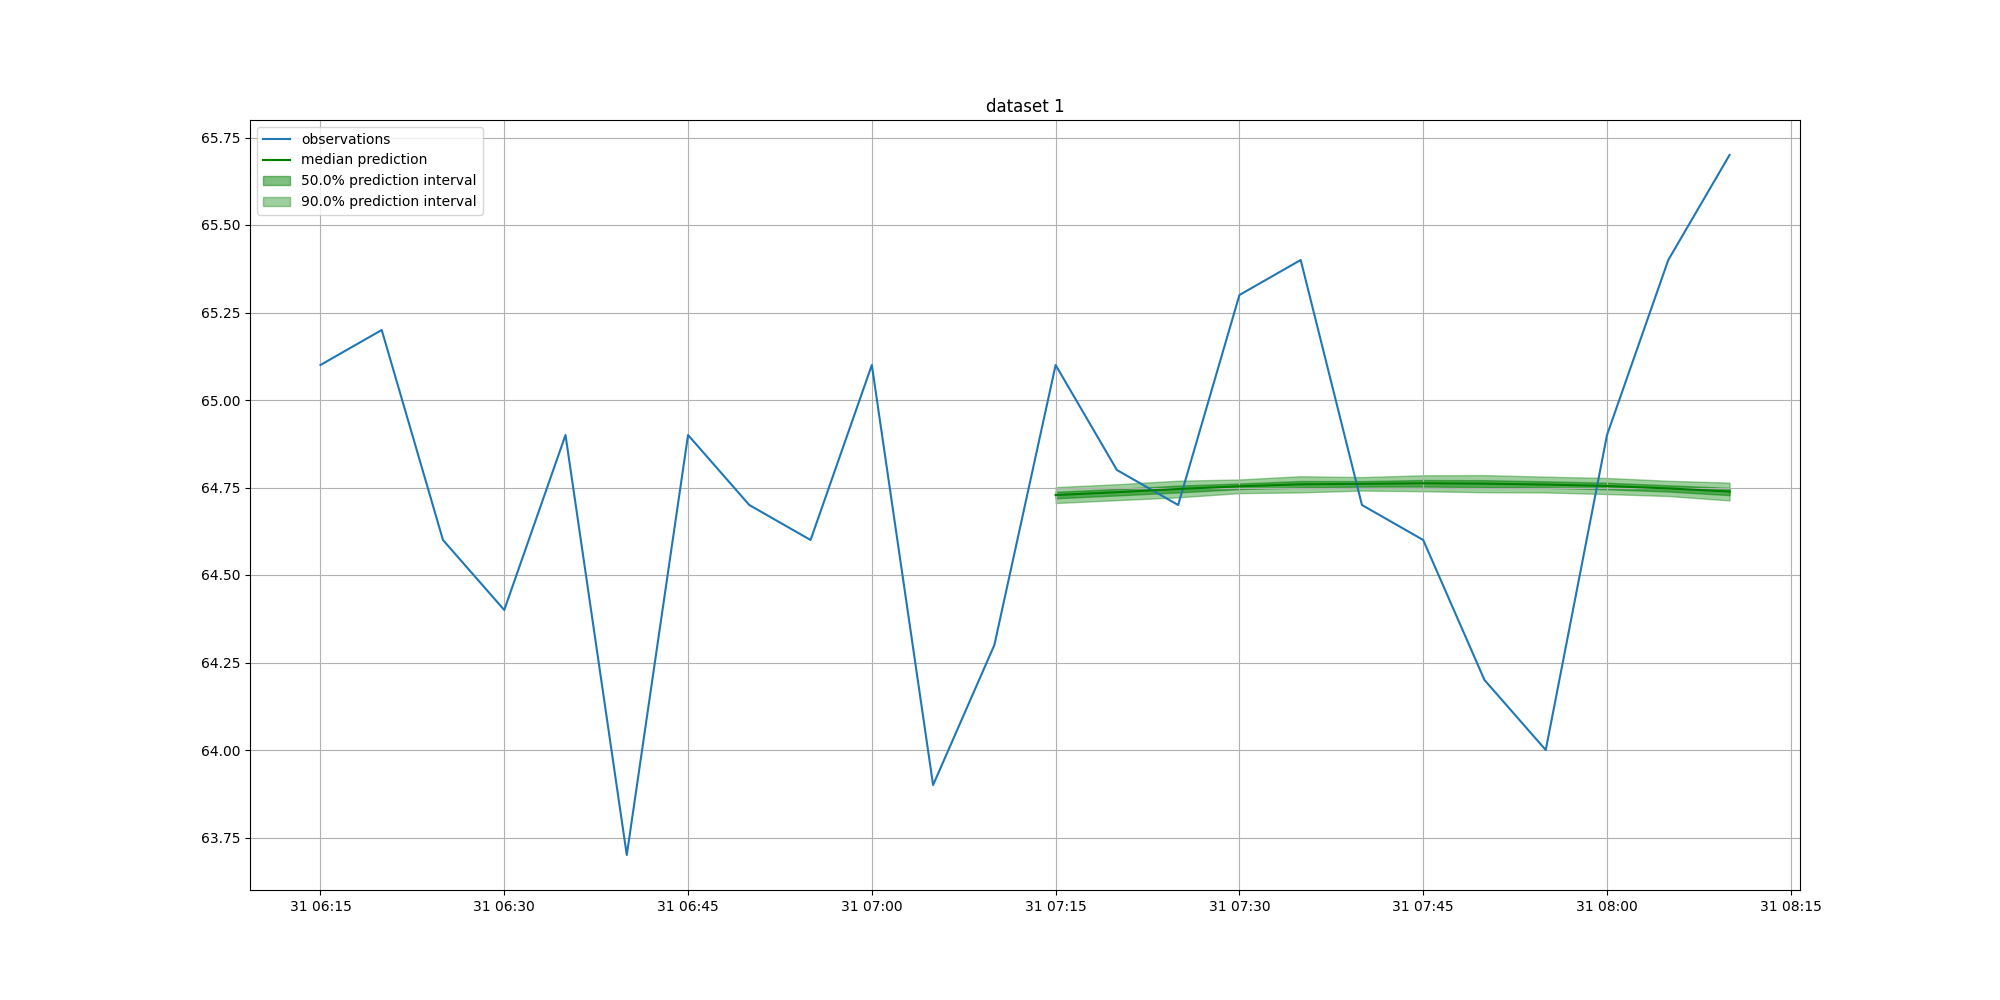 dataset 1
observations
median prediction
50.0% prediction interval
90.0% prediction interval
65.75
65.50
65.25
65.00
64.75
64.50
64.25
64.00
63.75
31 06:15 31 06:30 31 06:45 31 07:00 31 07:15 31 07:30 31 07:45 31 08:00 31 08:15